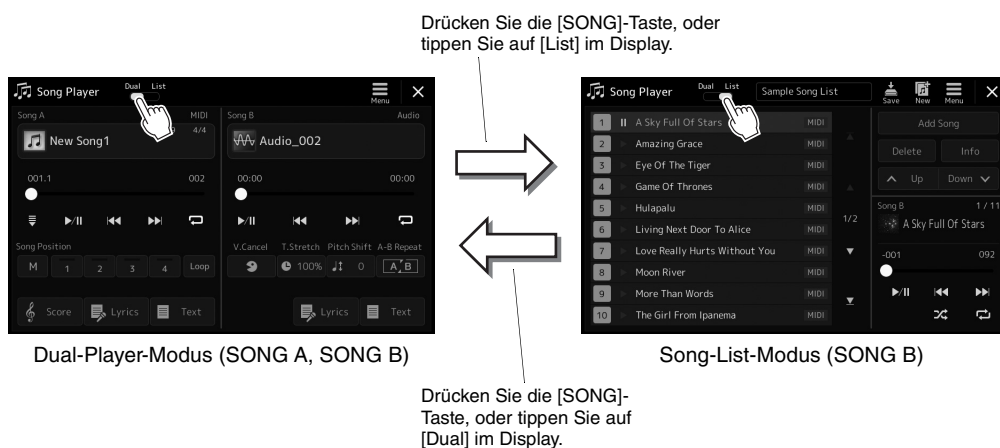 Drücken Sie die [SONG]-Taste, oder
tippen Sie auf [List] im Display.
Song Player
Dual List
Menu
Song A
MIDI
New Song1
4/4
001.1
002
Song Position
M 1 2 3 4 Loop
Score Lyrics Text
Song B
Audio
Audio_002
00:00
00:00
V.Cancel T.Stretch Pitch Shift A-B Repeat
100% 0 A B
Lyrics Text
Dual-Player-Modus (SONG A, SONG B)
Song Player
Dual List
Sample Song List
Save New Menu
1 A Sky Full Of Stars MIDI
2 Amazing Grace MIDI
3 Eye Of The Tiger MIDI
4 Game Of Thrones MIDI
5 Hulapalu MIDI
6 Living Next Door To Alice MIDI
7 Love Really Hurts Without You MIDI
8 Moon River MIDI
9 More Than Words MIDI
10 The Girl From Ipanema MIDI
1/2
Add Song
Delete Info
Up Down
Song B 1 / 11
A Sky Full Of Stars
-001 092
Song-List-Modus (SONG B)
Drücken Sie die [SONG]-
Taste, oder tippen Sie auf
[Dual] im Display.